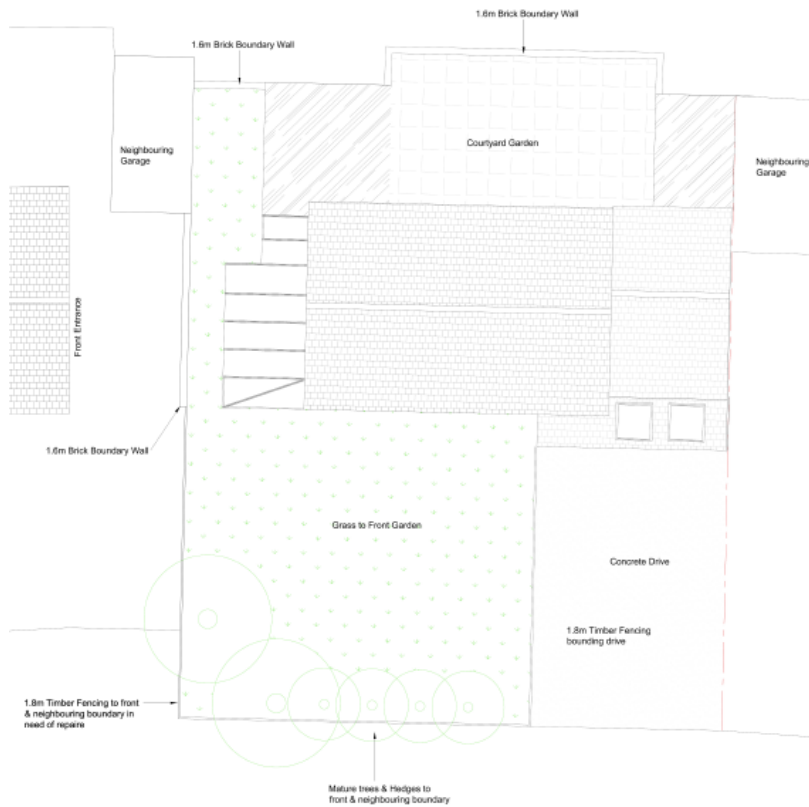 1.6m Brick Boundary Wall
1.6m Brick Boundary Wall
Neighbouring
Garage
Courtyard Garden
Neighbouring
Garage
Front Entrance
1.6m Brick Boundary Wall
Grass to Front Garden
Concrete Drive
1.8m Timber Fencing
bounding drive
1.8m Timber Fencing to front
& neighbouring boundary in
need of repaire
Mature trees & Hedges to
front & neighbouring boundary